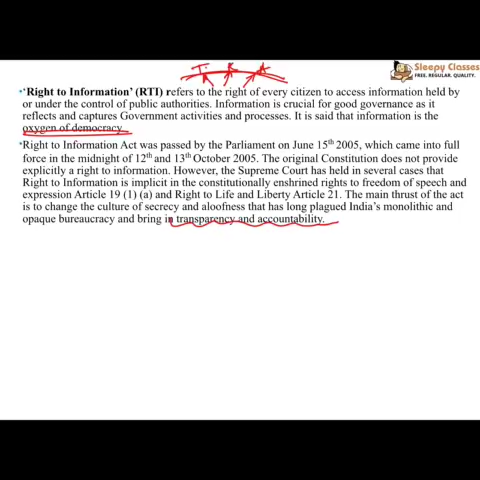 Sleepy Classes
FREE. REGULAR. QUALITY.
T. R A
'Right to Information' (RTI) refers to the right of every citizen to access information held by
or under the control of public authorities. Information is crucial for good governance as it
reflects and captures Government activities and processes. It is said that information is the
oxygen of democracy.
Right to Information Act was passed by the Parliament on June 15th 2005, which came into full
force in the midnight of 12th and 13th October 2005. The original Constitution does not provide
explicitly a right to information. However, the Supreme Court has held in several cases that
Right to Information is implicit in the constitutionally enshrined rights to freedom of speech and
expression Article 19 (1) (a) and Right to Life and Liberty Article 21. The main thrust of the act
is to change the culture of secrecy and aloofness that has long plagued India's monolithic and
opaque bureaucracy and bring in transparency and accountability.